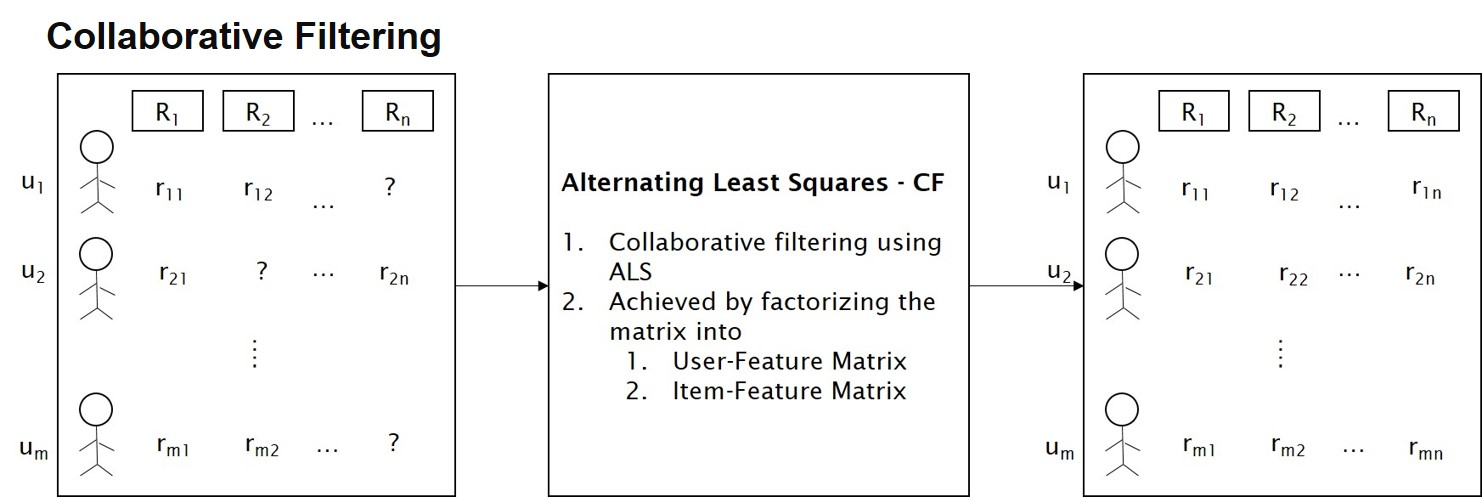 Collaborative Filtering
R₁ R₂ ... Rₙ
u₁ r₁₁ r₁₂ ... ?
u₂ r₂₁ ? ... r₂ₙ
uₘ rₘ₁ rₘ₂ ... ?
Alternating Least Squares - CF
1. Collaborative filtering using
ALS
2. Achieved by factorizing the
matrix into
1. User-Feature Matrix
2. Item-Feature Matrix
R₁ R₂ ... Rₙ
u₁ r₁₁ r₁₂ ... r₁ₙ
u₂ r₂₁ r₂₂ ... r₂ₙ
uₘ rₘ₁ rₘ₂ ... rₘₙ